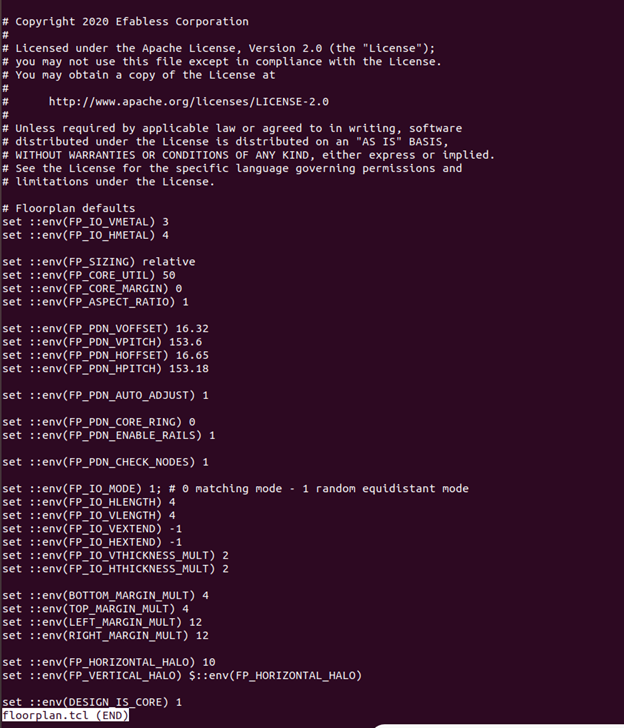 # Copyright 2020 Efabless Corporation
#
# Licensed under the Apache License, Version 2.0 (the "License");
# you may not use this file except in compliance with the License.
# You may obtain a copy of the License at
#
#      http://www.apache.org/licenses/LICENSE-2.0
#
# Unless required by applicable law or agreed to in writing, software
# distributed under the License is distributed on an "AS IS" BASIS,
# WITHOUT WARRANTIES OR CONDITIONS OF ANY KIND, either express or implied.
# See the License for the specific language governing permissions and
# limitations under the License.

# Floorplan defaults
set ::env(FP_IO_VMETAL) 3
set ::env(FP_IO_HMETAL) 4

set ::env(FP_SIZING) relative
set ::env(FP_CORE_UTIL) 50
set ::env(FP_CORE_MARGIN) 0
set ::env(FP_ASPECT_RATIO) 1

set ::env(FP_PDN_VOFFSET) 16.32
set ::env(FP_PDN_VPITCH) 153.6
set ::env(FP_PDN_HOFFSET) 16.65
set ::env(FP_PDN_HPITCH) 153.18

set ::env(FP_PDN_AUTO_ADJUST) 1

set ::env(FP_PDN_CORE_RING) 0
set ::env(FP_PDN_ENABLE_RAILS) 1

set ::env(FP_PDN_CHECK_NODES) 1

set ::env(FP_IO_MODE) 1; # 0 matching mode - 1 random equidistant mode
set ::env(FP_IO_HLENGTH) 4
set ::env(FP_IO_VLENGTH) 4
set ::env(FP_IO_VEXTEND) -1
set ::env(FP_IO_HEXTEND) -1
set ::env(FP_IO_VTHICKNESS_MULT) 2
set ::env(FP_IO_HTHICKNESS_MULT) 2

set ::env(BOTTOM_MARGIN_MULT) 4
set ::env(TOP_MARGIN_MULT) 4
set ::env(LEFT_MARGIN_MULT) 12
set ::env(RIGHT_MARGIN_MULT) 12

set ::env(FP_HORIZONTAL_HALO) 10
set ::env(FP_VERTICAL_HALO) $::env(FP_HORIZONTAL_HALO)

set ::env(DESIGN_IS_CORE) 1
floorplan.tcl (END)